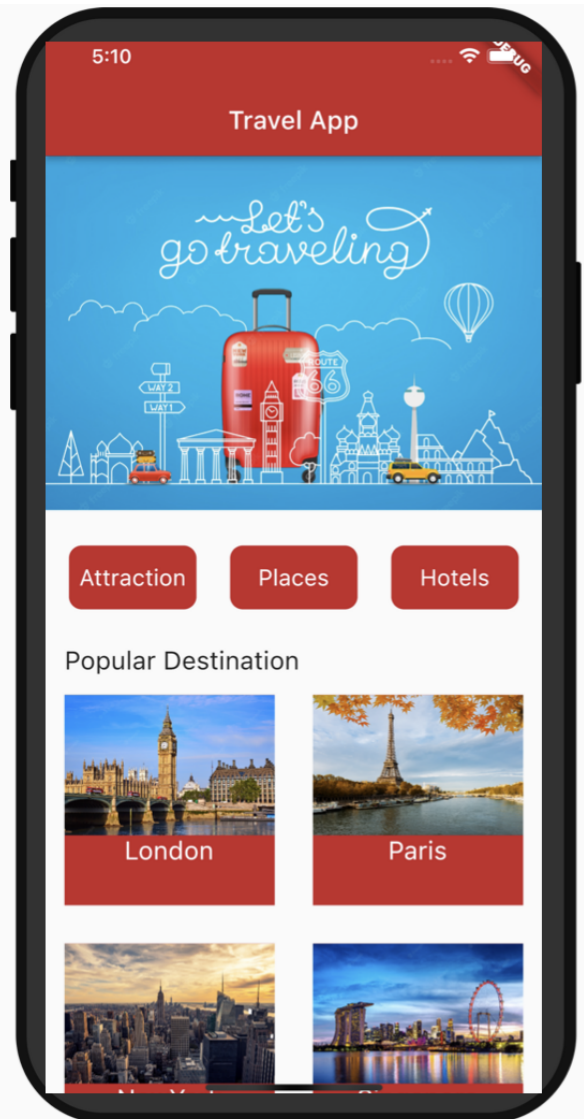 5:10
DEBUG
Travel App
Let's
go traveling
ROUTE
66
WAY 2
WAY 1
HOME
Attraction
Places
Hotels
Popular Destination
London
Paris